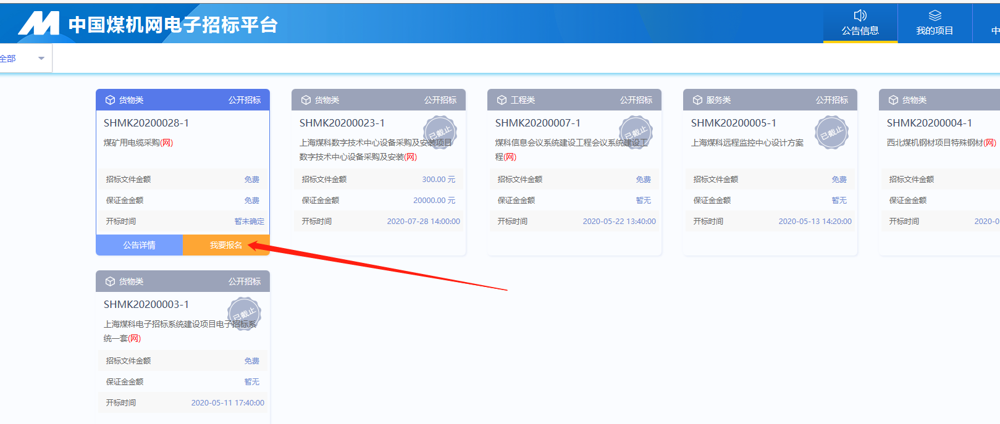 中国煤机网电子招标平台
公告信息
我的项目
中
全部
货物类 公开招标
SHMK20200028-1
煤矿用电缆采购(网)
招标文件金额 免费
保证金金额 免费
开标时间 暂未确定
公告详情 我要报名
货物类 公开招标
SHMK20200023-1
已截止
上海煤科数字技术中心设备采购及安装项目
数字技术中心设备采购及安装(网)
招标文件金额 300.00 元
保证金金额 20000.00 元
开标时间 2020-07-28 14:00:00
工程类 公开招标
SHMK20200007-1
已截止
煤科信息会议系统建设工程会议系统建设工
程(网)
招标文件金额 免费
保证金金额 暂无
开标时间 2020-05-22 13:40:00
服务类 公开招标
SHMK20200005-1
已截止
上海煤科远程监控中心设计方案
招标文件金额 免费
保证金金额 暂无
开标时间 2020-05-13 14:20:00
货物类
SHMK20200004-1
西北煤机钢材项目特殊钢材(网)
招标文件金额
保证金金额
开标时间 2020-0
货物类 公开招标
SHMK20200003-1
已截止
上海煤科电子招标系统建设项目电子招标系
统一套(网)
招标文件金额 免费
保证金金额 暂无
开标时间 2020-05-11 17:40:00